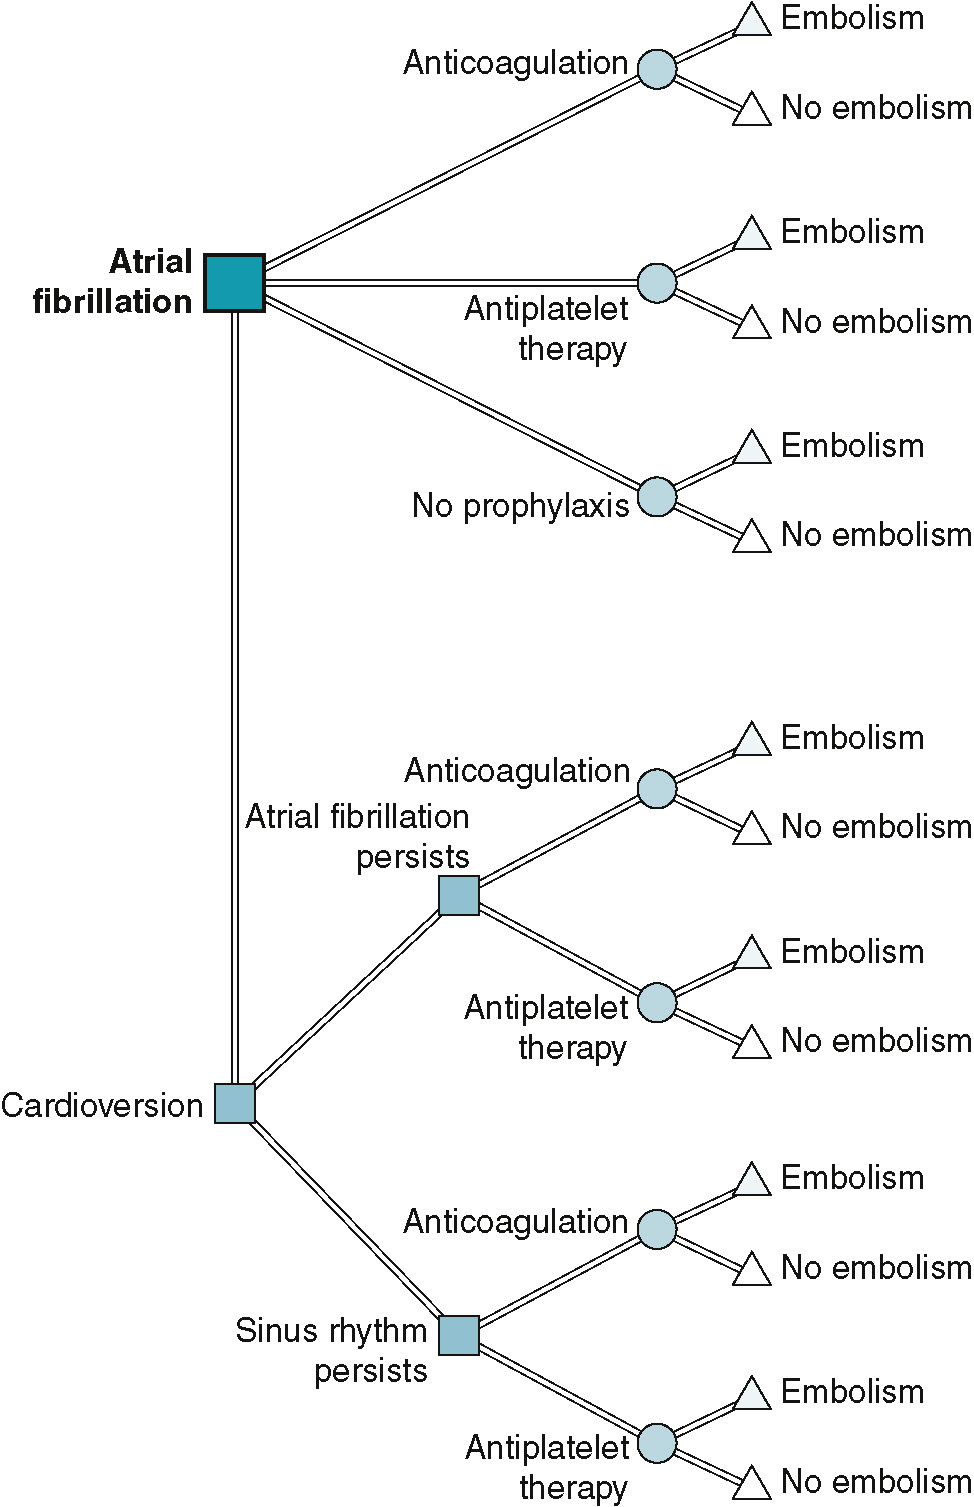 Embolism
Anticoagulation
No embolism
Atrial
fibrillation
Embolism
Antiplatelet
therapy
No embolism
Embolism
No prophylaxis
No embolism
Embolism
Anticoagulation
Atrial fibrillation
persists
No embolism
Embolism
Antiplatelet
therapy
No embolism
Cardioversion
Embolism
Anticoagulation
No embolism
Sinus rhythm
persists
Embolism
Antiplatelet
therapy
No embolism